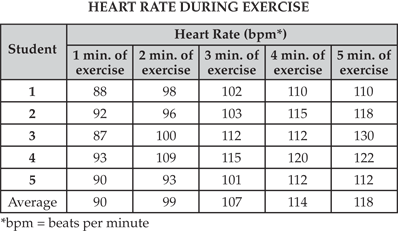 HEART RATE DURING EXERCISE
Student
Heart Rate (bpm*)
1 min. of exercise 2 min. of exercise 3 min. of exercise 4 min. of exercise 5 min. of exercise
1 88 98 102 110 110
2 92 96 103 115 118
3 87 100 112 112 130
4 93 109 115 120 122
5 90 93 101 112 112
Average 90 99 107 114 118
*bpm = beats per minute